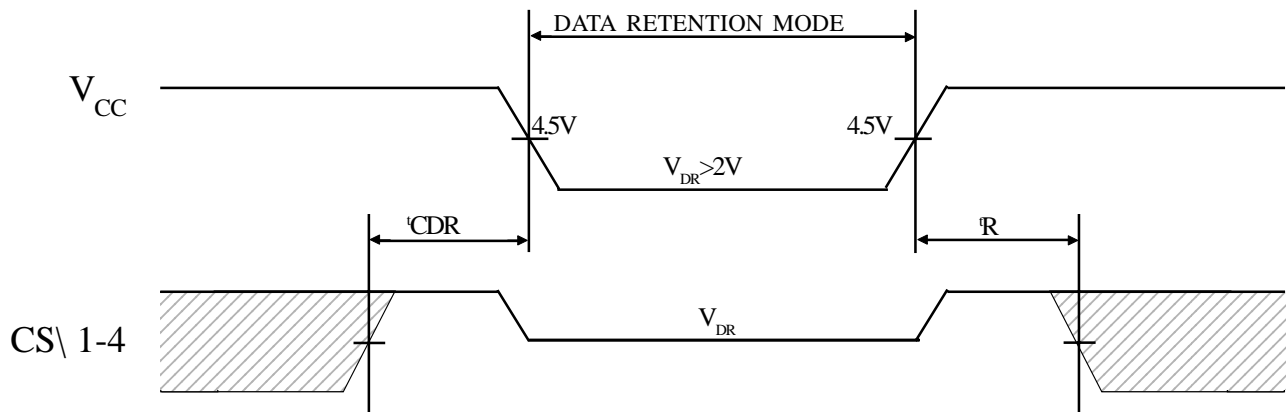 DATA RETENTION MODE
VCC
4.5V 4.5V
VDR>2V
tCDR tR
CS\ 1-4
VDR